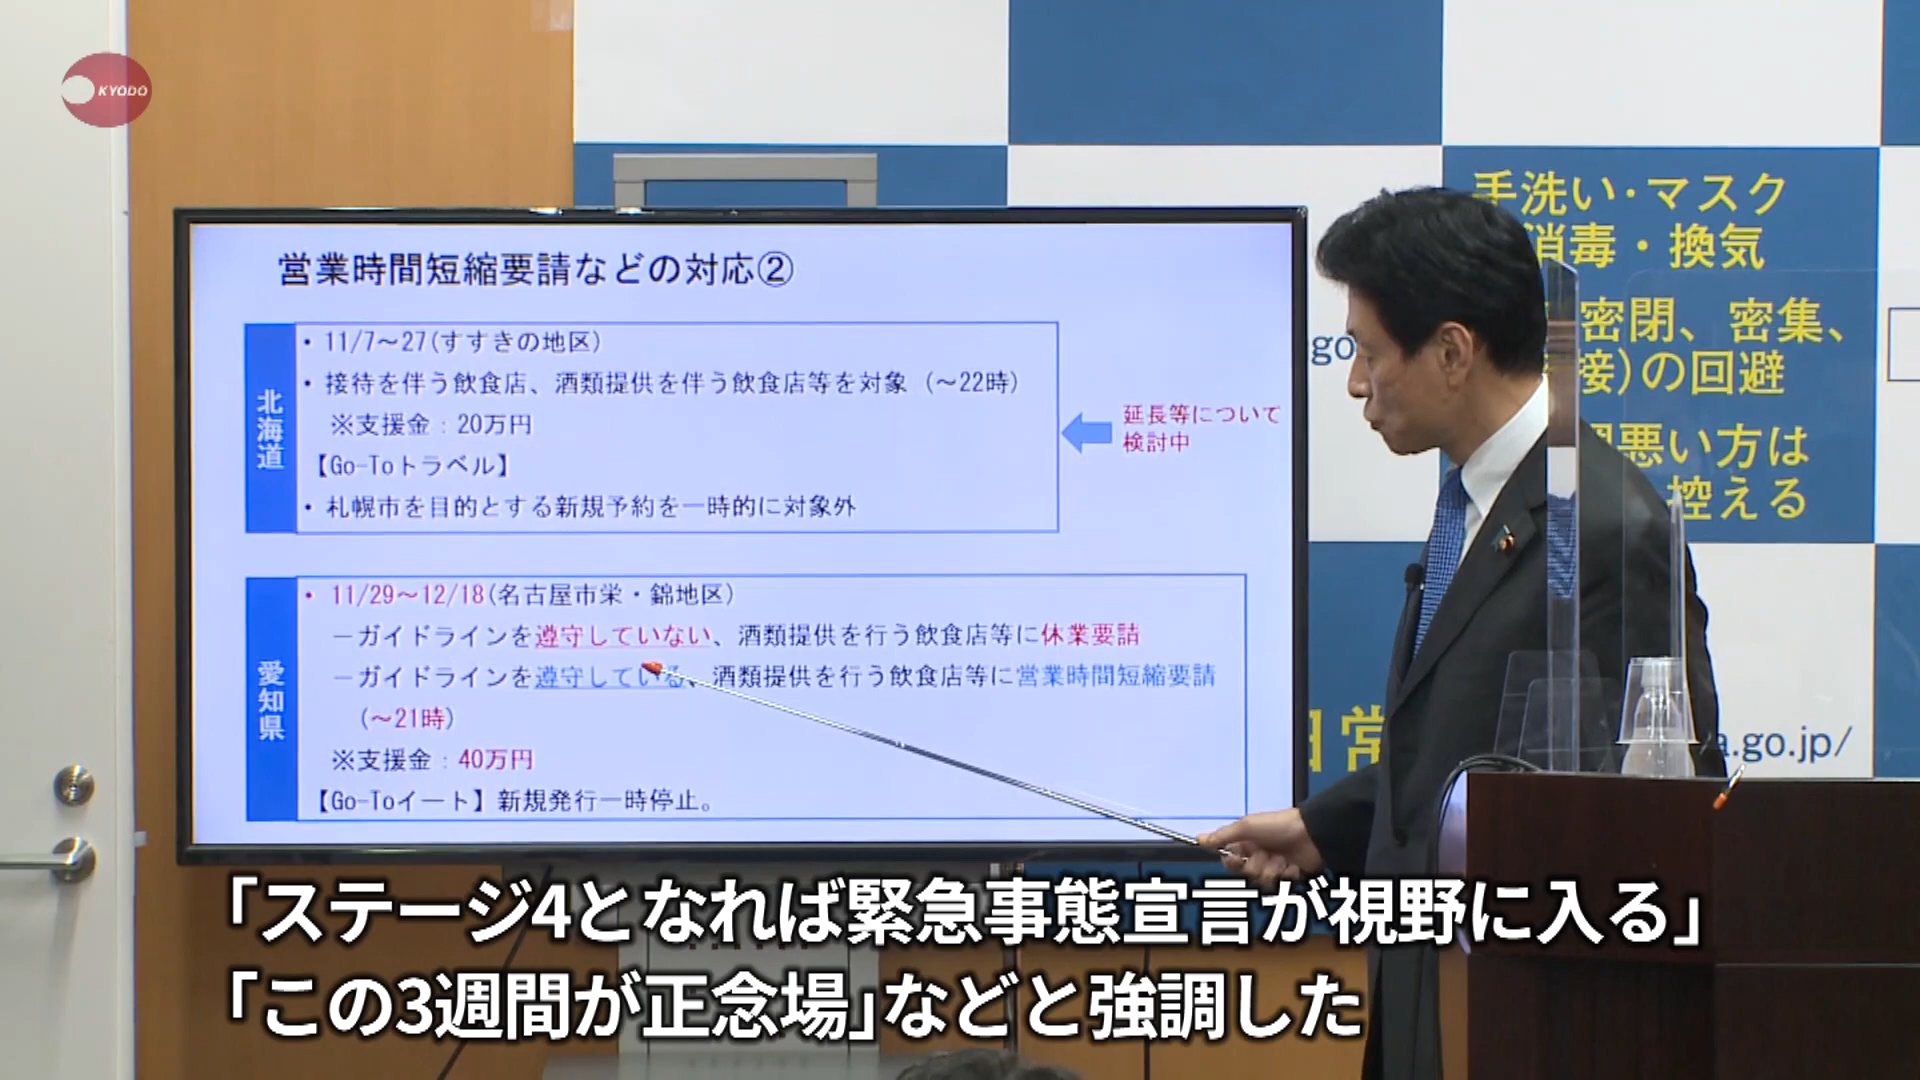 KYODO
手洗い・マスク
消毒・換気
密閉、密集、
接)の回避
悪い方は
控える
go
常
a.go.jp/
営業時間短縮要請などの対応②
北海道
・ 11/7～27(すすきの地区)
・ 接待を伴う飲食店、酒類提供を伴う飲食店等を対象（～22時）
※支援金：20万円
【Go-Toトラベル】
・ 札幌市を目的とする新規予約を一時的に対象外
延長等について
検討中
愛知県
・ 11/29～12/18(名古屋市栄・錦地区)
－ガイドラインを遵守していない、酒類提供を行う飲食店等に休業要請
－ガイドラインを遵守している、酒類提供を行う飲食店等に営業時間短縮要請
（～21時）
※支援金：40万円
【Go-Toイート】新規発行一時停止。
「ステージ4となれば緊急事態宣言が視野に入る」
「この3週間が正念場」などと強調した